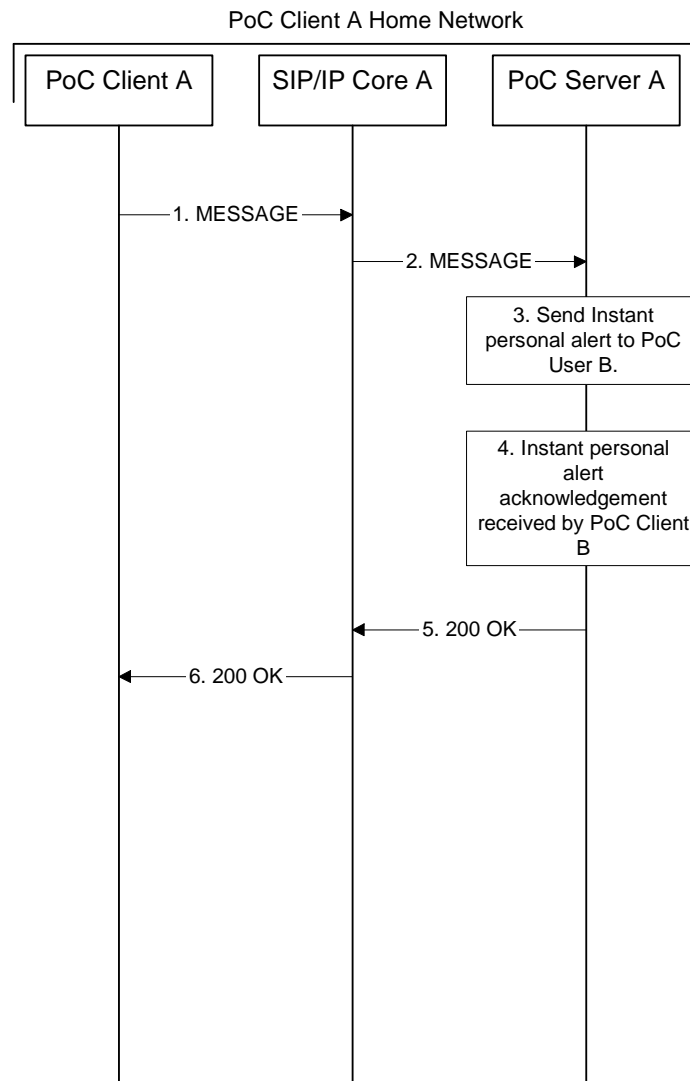 PoC Client A Home Network
PoC Client A
SIP/IP Core A
PoC Server A
1. MESSAGE
2. MESSAGE
3. Send Instant
personal alert to PoC
User B.
4. Instant personal
alert
acknowledgement
received by PoC Client
B
5. 200 OK
6. 200 OK